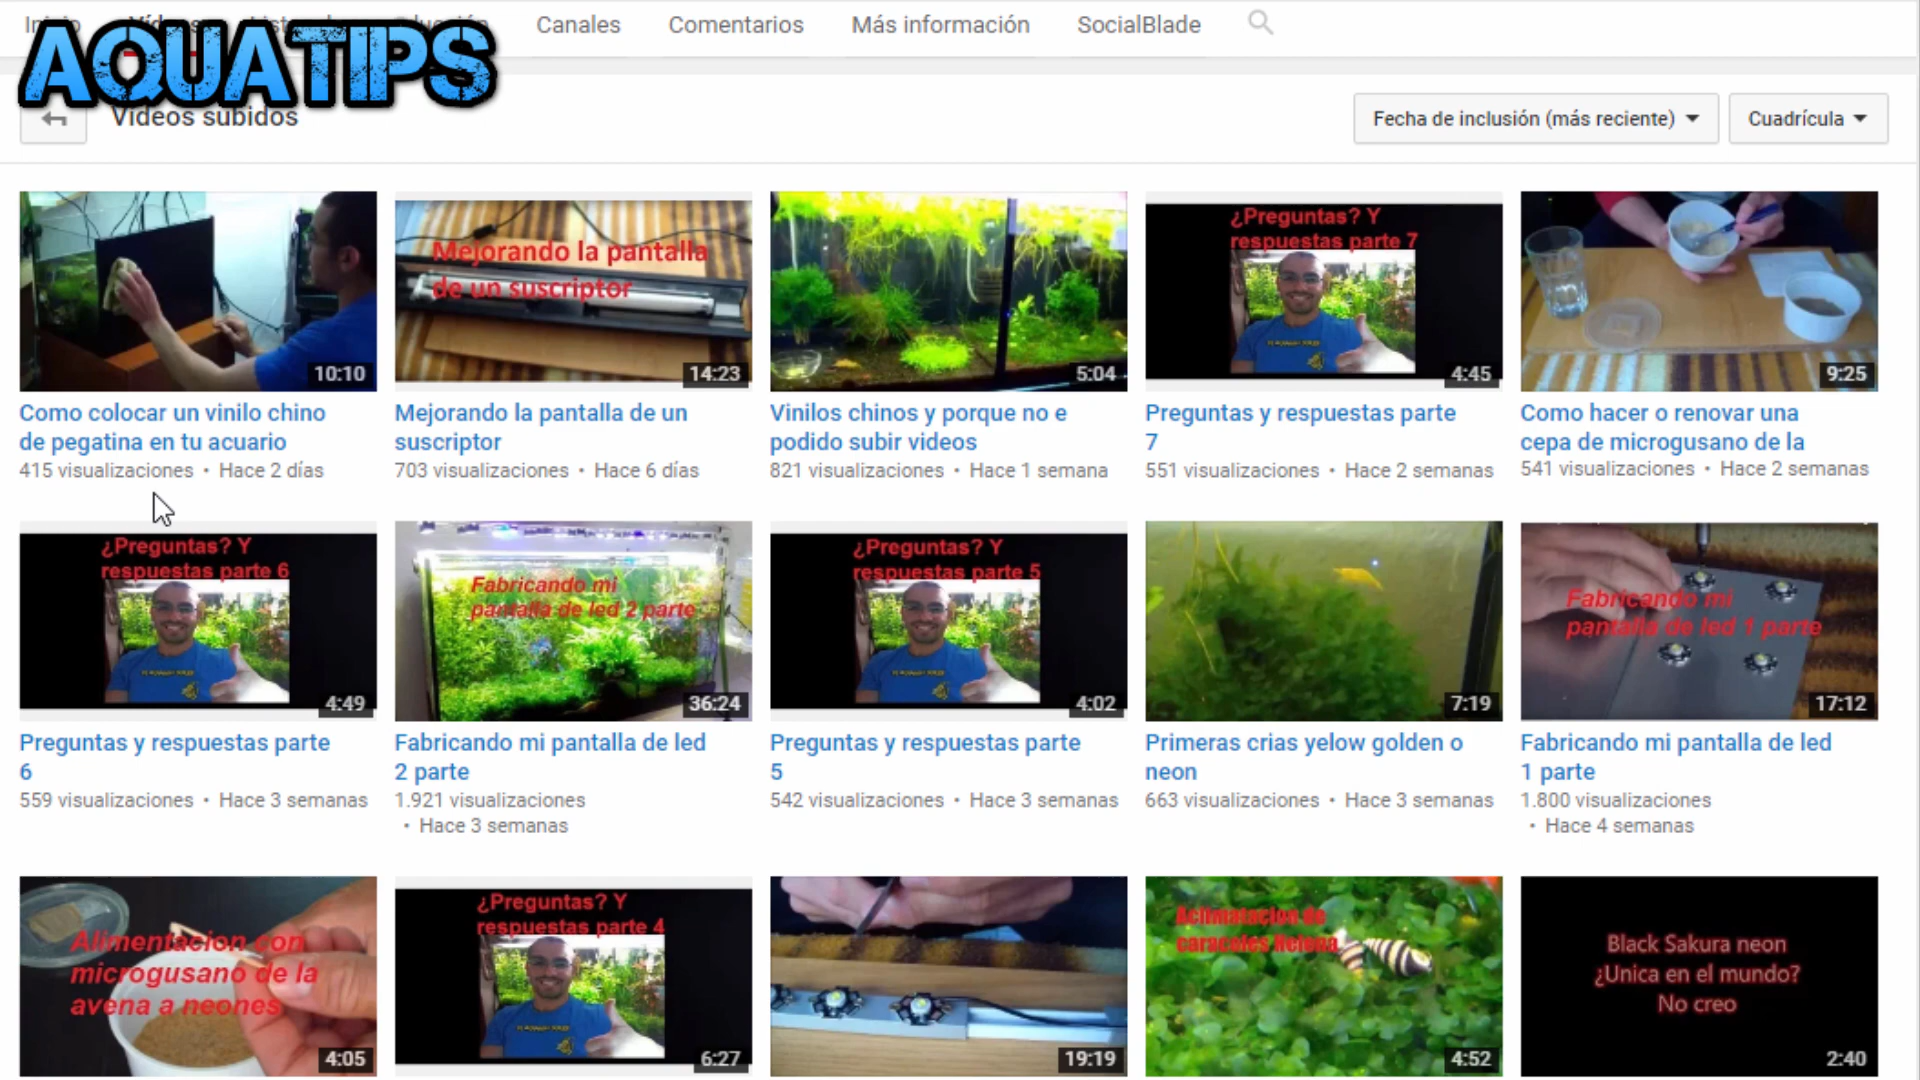 Canales
Comentarios
Más información
SocialBlade
AQUATIPS
Vídeos subidos
Fecha de inclusión (más reciente)
Cuadrícula
10:10
Mejorando la pantalla
de un suscriptor
14:23
5:04
¿Preguntas? Y
respuestas parte 7
4:45
9:25
Como colocar un vinilo chino
de pegatina en tu acuario
415 visualizaciones • Hace 2 días
Mejorando la pantalla de un
suscriptor
703 visualizaciones • Hace 6 días
Vinilos chinos y porque no e
podido subir videos
821 visualizaciones • Hace 1 semana
Preguntas y respuestas parte
7
551 visualizaciones • Hace 2 semanas
Como hacer o renovar una
cepa de microgusano de la
541 visualizaciones • Hace 2 semanas
¿Preguntas? Y
respuestas parte 6
4:49
Fabricando mi
pantalla de led 2 parte
36:24
¿Preguntas? Y
respuestas parte 5
4:02
7:19
Fabricando mi
pantalla de led 1 parte
17:12
Preguntas y respuestas parte
6
559 visualizaciones • Hace 3 semanas
Fabricando mi pantalla de led
2 parte
1.921 visualizaciones
• Hace 3 semanas
Preguntas y respuestas parte
5
542 visualizaciones • Hace 3 semanas
Primeras crias yelow golden o
neon
663 visualizaciones • Hace 3 semanas
Fabricando mi pantalla de led
1 parte
1.800 visualizaciones
• Hace 4 semanas
Alimentacion con
microgusano de la
avena a neones
4:05
¿Preguntas? Y
respuestas parte 4
6:27
19:19
Aclimatacion de
caracoles Helena
4:52
Black Sakura neon
¿Unica en el mundo?
No creo
2:40